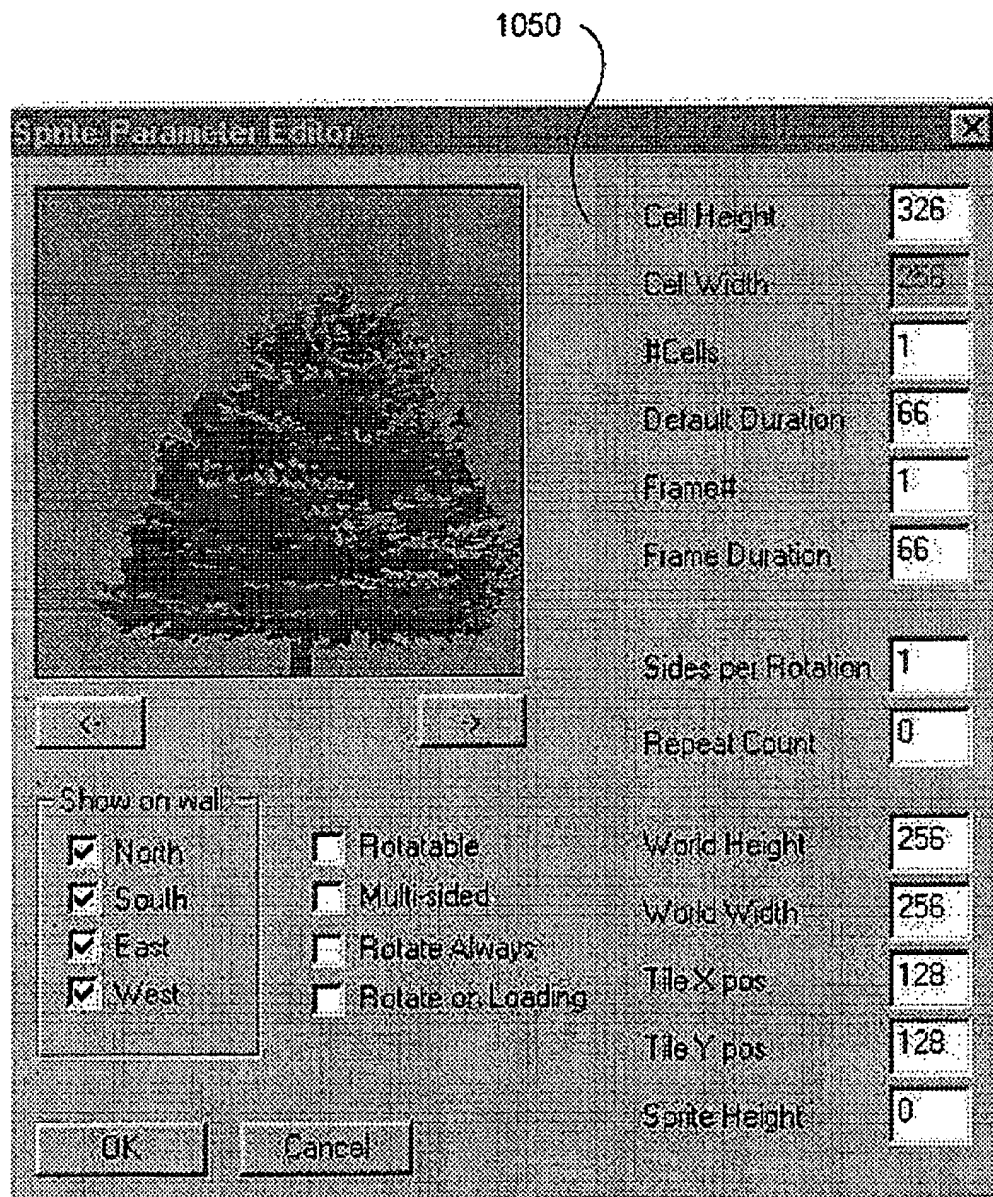 1050
Sprite Parameter Editor
Cell Height 326
Cell Width 256
#Cells 1
Default Duration 66
Frame# 1
Frame Duration 66
Sides per Rotation 1
<- ->
Repeat Count 0
Show on wall
North
South
East
West
Rotatable
Multi-sided
Rotate Always
Rotate on Loading
World Height 256
World Width 256
Tile X pos 128
Tile Y pos 128
Sprite Height 0
OK Cancel